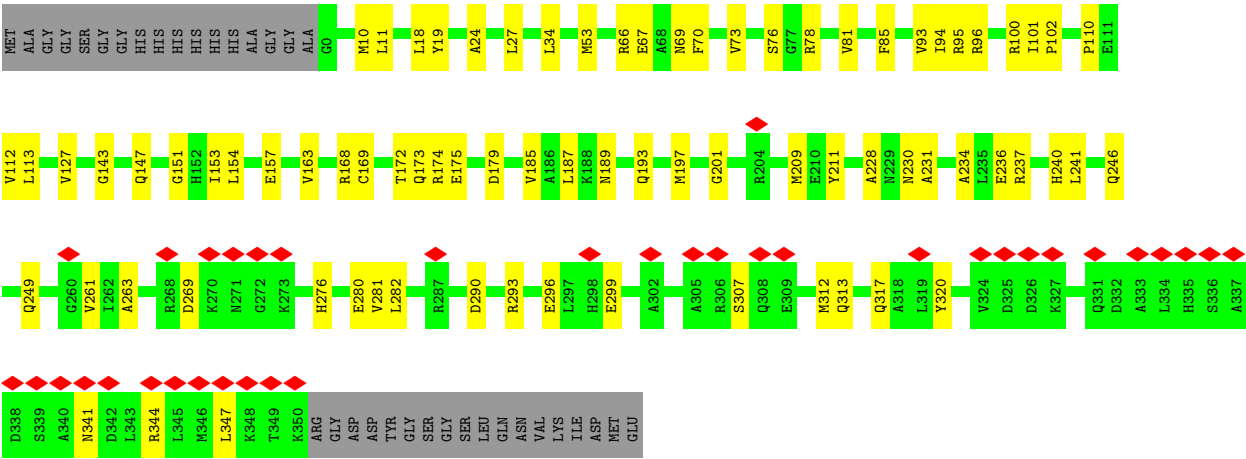 MET ALA GLY GLY SER GLY GLY HIS HIS HIS HIS HIS HIS ALA GLY GLY ALA G0 M10 L11 L18 Y19 A24 L27 L34 M53 R66 E67 A68 N69 F70 V73 S76 G77 R78 V81 F85 V93 I94 R95 R96 R100 I101 P102 P110 E111
V112 L113 V127 G143 Q147 G151 H152 I153 L154 E157 V163 R168 C169 T172 Q173 R174 E175 D179 V185 A186 L187 K188 N189 Q193 M197 G201 R204 M209 E210 Y211 A228 N229 N230 A231 A234 L235 E236 R237 H240 L241 Q246
Q249 G260 V261 I262 A263 R268 D269 K270 N271 G272 K273 H276 E280 V281 L282 R287 D290 R293 E296 L297 H298 E299 A302 A305 R306 S307 Q308 E309 M312 Q313 Q317 A318 L319 Y320 V324 D325 D326 K327 Q331 D332 A333 L334 H335 S336 A337
D338 S339 A340 N341 D342 L343 R344 L345 M346 L347 K348 T349 K350 ARG GLY ASP ASP TYR GLY SER GLY SER LEU GLN ASN VAL LYS ILE ASP MET GLU